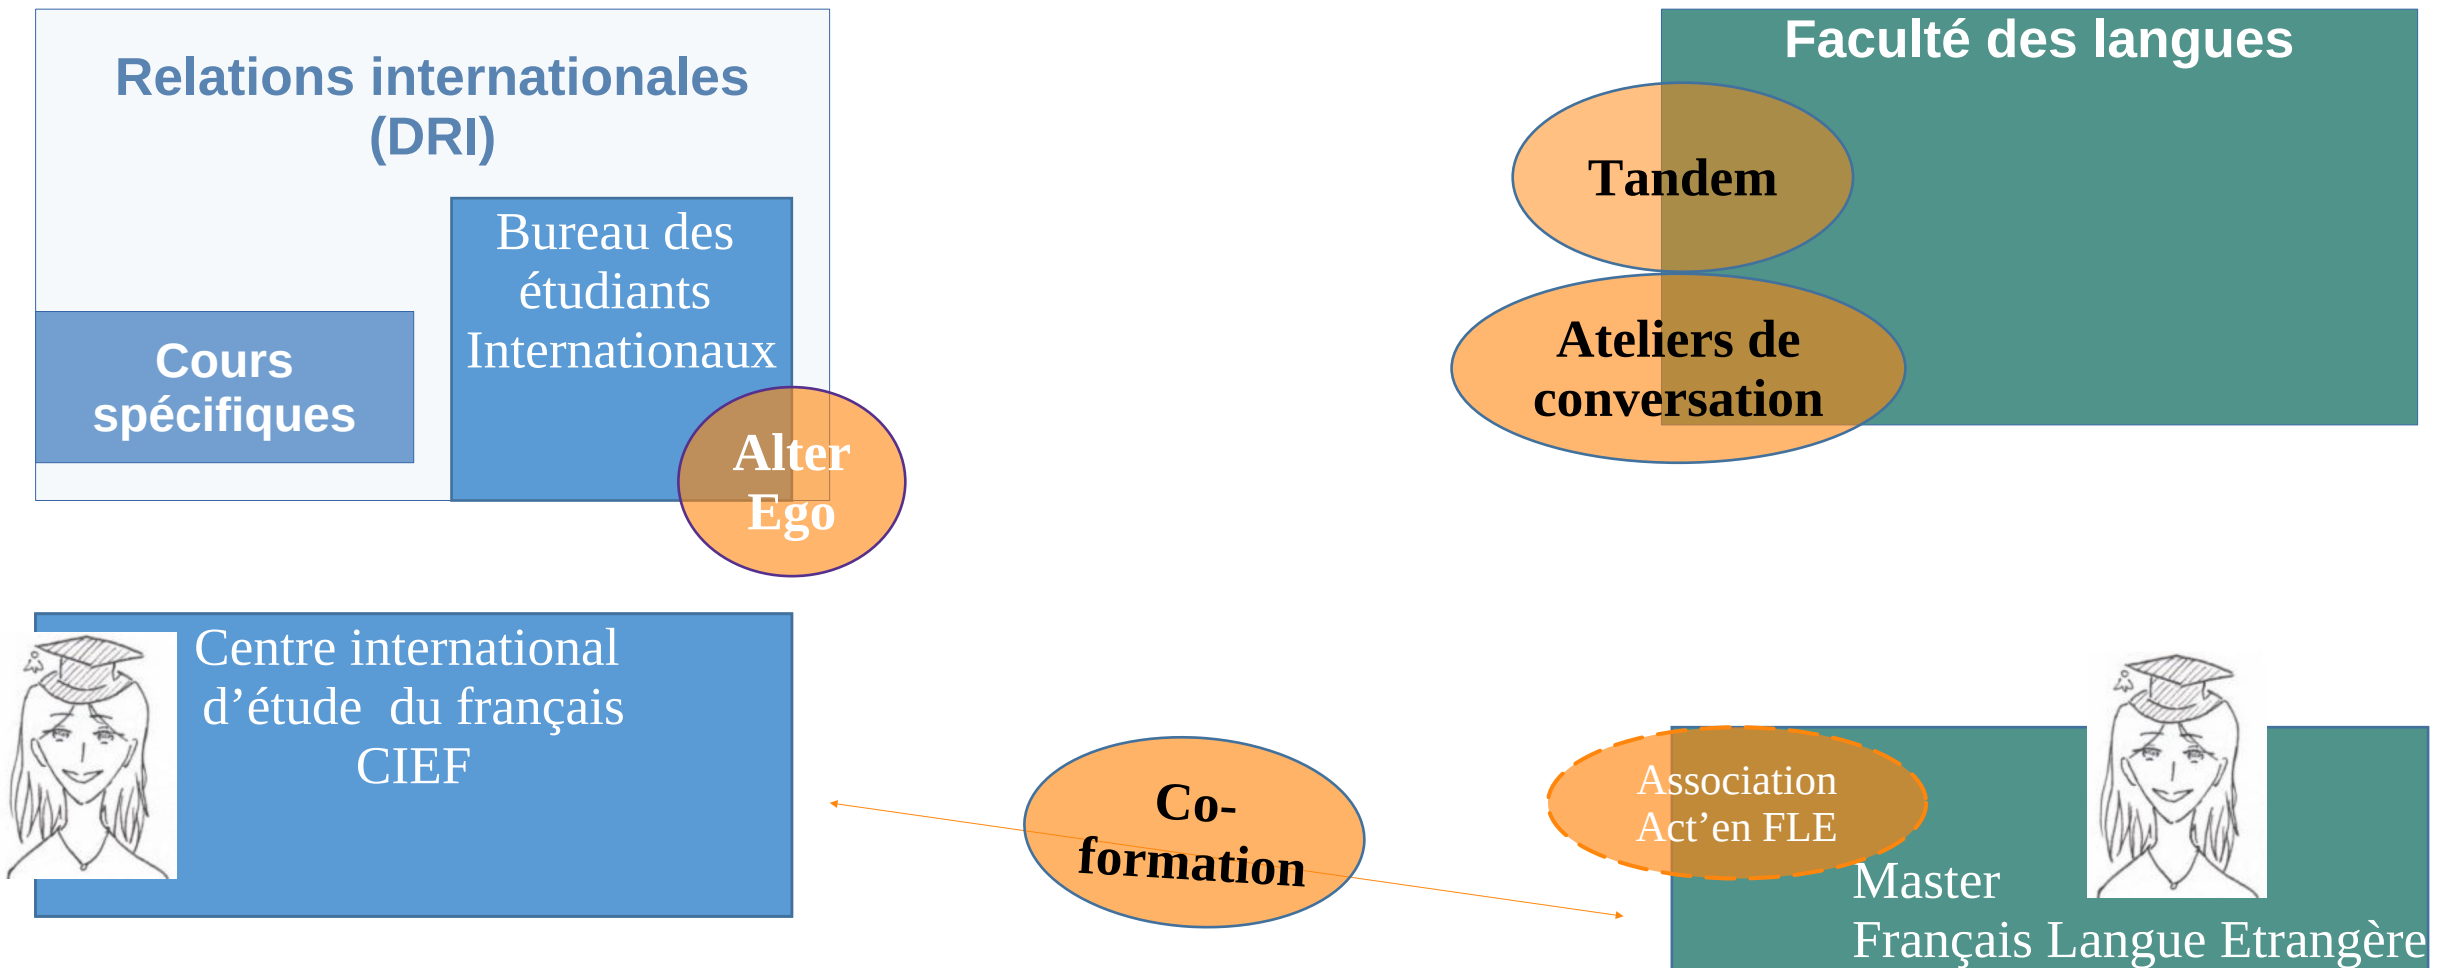 Relations internationales
(DRI)
Bureau des
étudiants
Internationaux
Cours
spécifiques
Alter
Ego
Faculté des langues
Tandem
Ateliers de
conversation
Centre international
d’étude  du français
CIEF
Co-
formation
Association
Act’en FLE
Master
Français Langue Etrangère